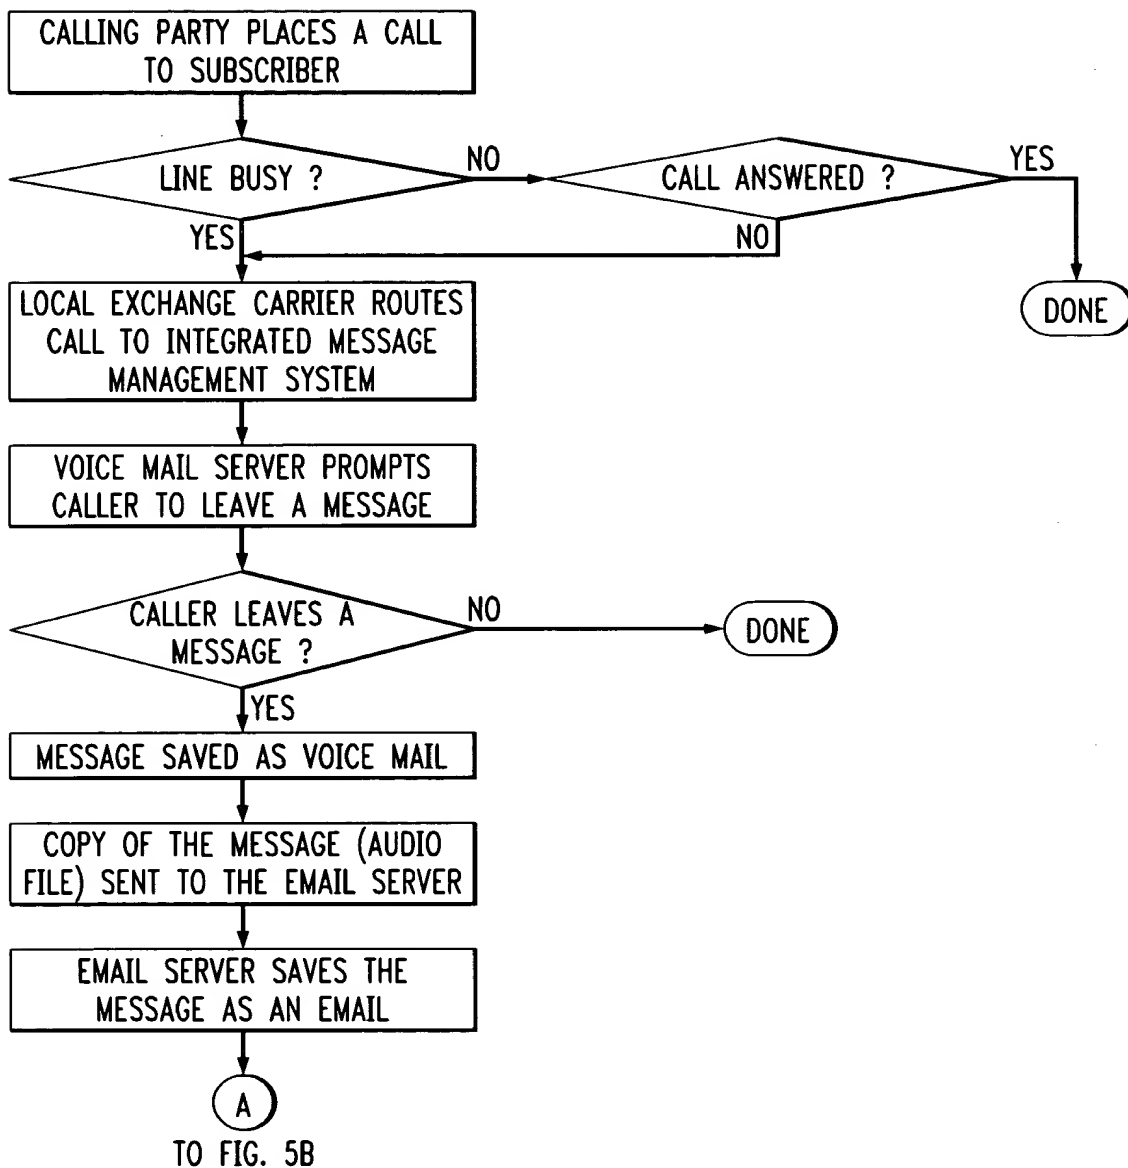 CALLING PARTY PLACES A CALL
TO SUBSCRIBER
LINE BUSY ?
NO
CALL ANSWERED ?
YES
YES
NO
DONE
LOCAL EXCHANGE CARRIER ROUTES
CALL TO INTEGRATED MESSAGE
MANAGEMENT SYSTEM
VOICE MAIL SERVER PROMPTS
CALLER TO LEAVE A MESSAGE
CALLER LEAVES A
MESSAGE ?
NO
DONE
YES
MESSAGE SAVED AS VOICE MAIL
COPY OF THE MESSAGE (AUDIO
FILE) SENT TO THE EMAIL SERVER
EMAIL SERVER SAVES THE
MESSAGE AS AN EMAIL
A
TO FIG. 5B